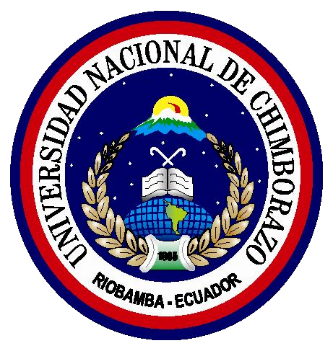 UNIVERSIDAD NACIONAL DE CHIMBORAZO
1995
RIOBAMBA - ECUADOR